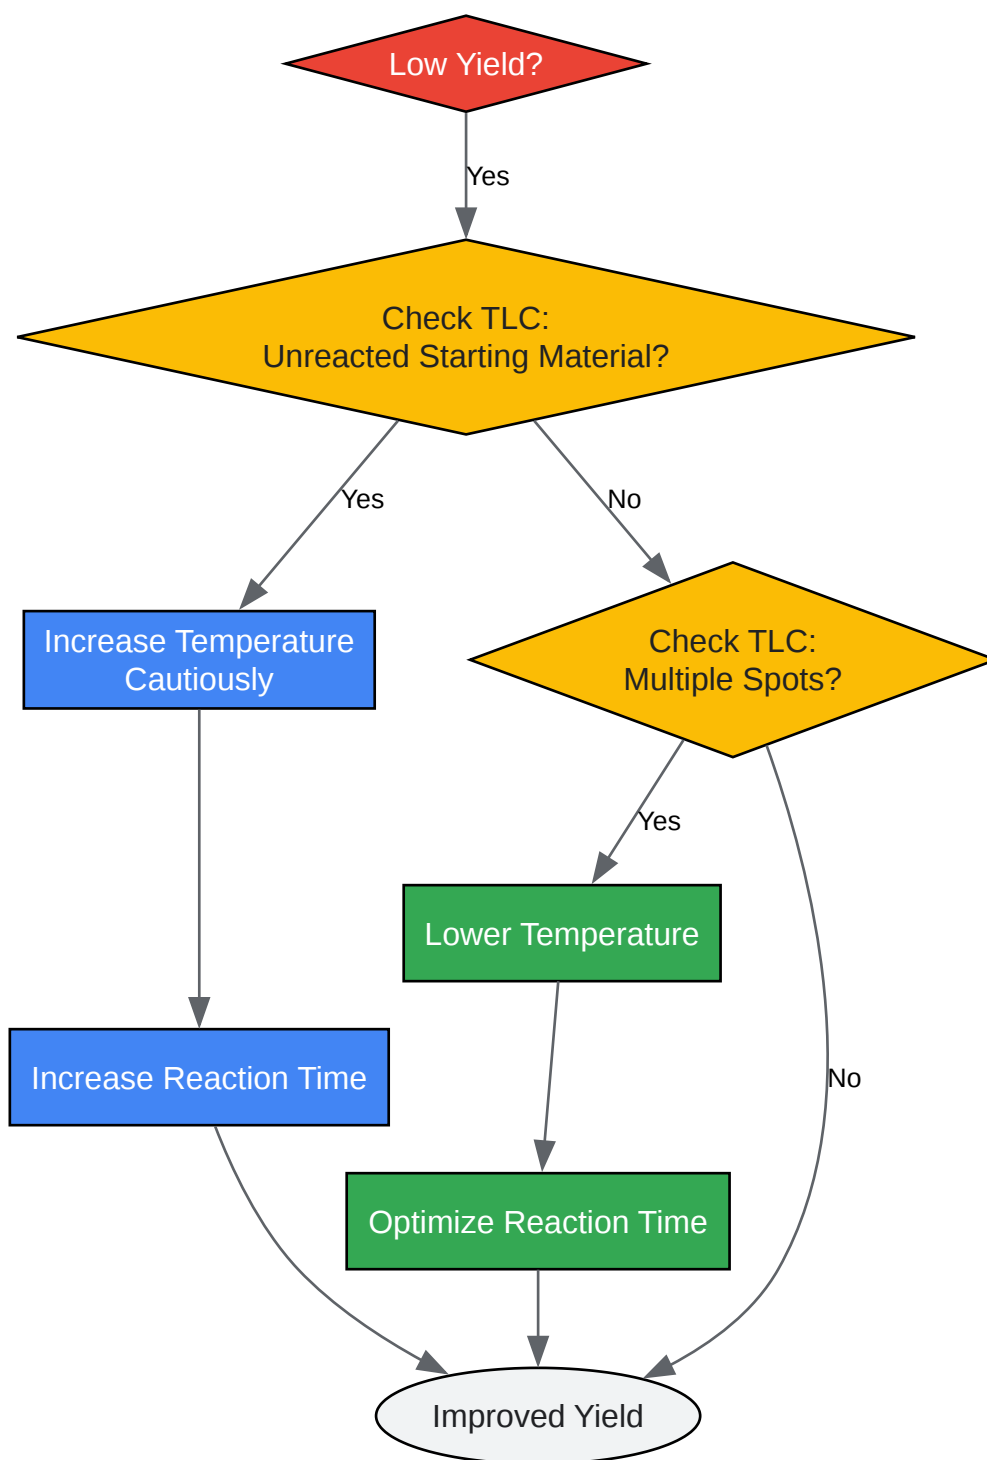 Low Yield?
Yes
Check TLC:
Unreacted Starting Material?
Yes
No
Increase Temperature
Cautiously
Check TLC:
Multiple Spots?
Yes
Lower Temperature
Increase Reaction Time
No
Optimize Reaction Time
Improved Yield